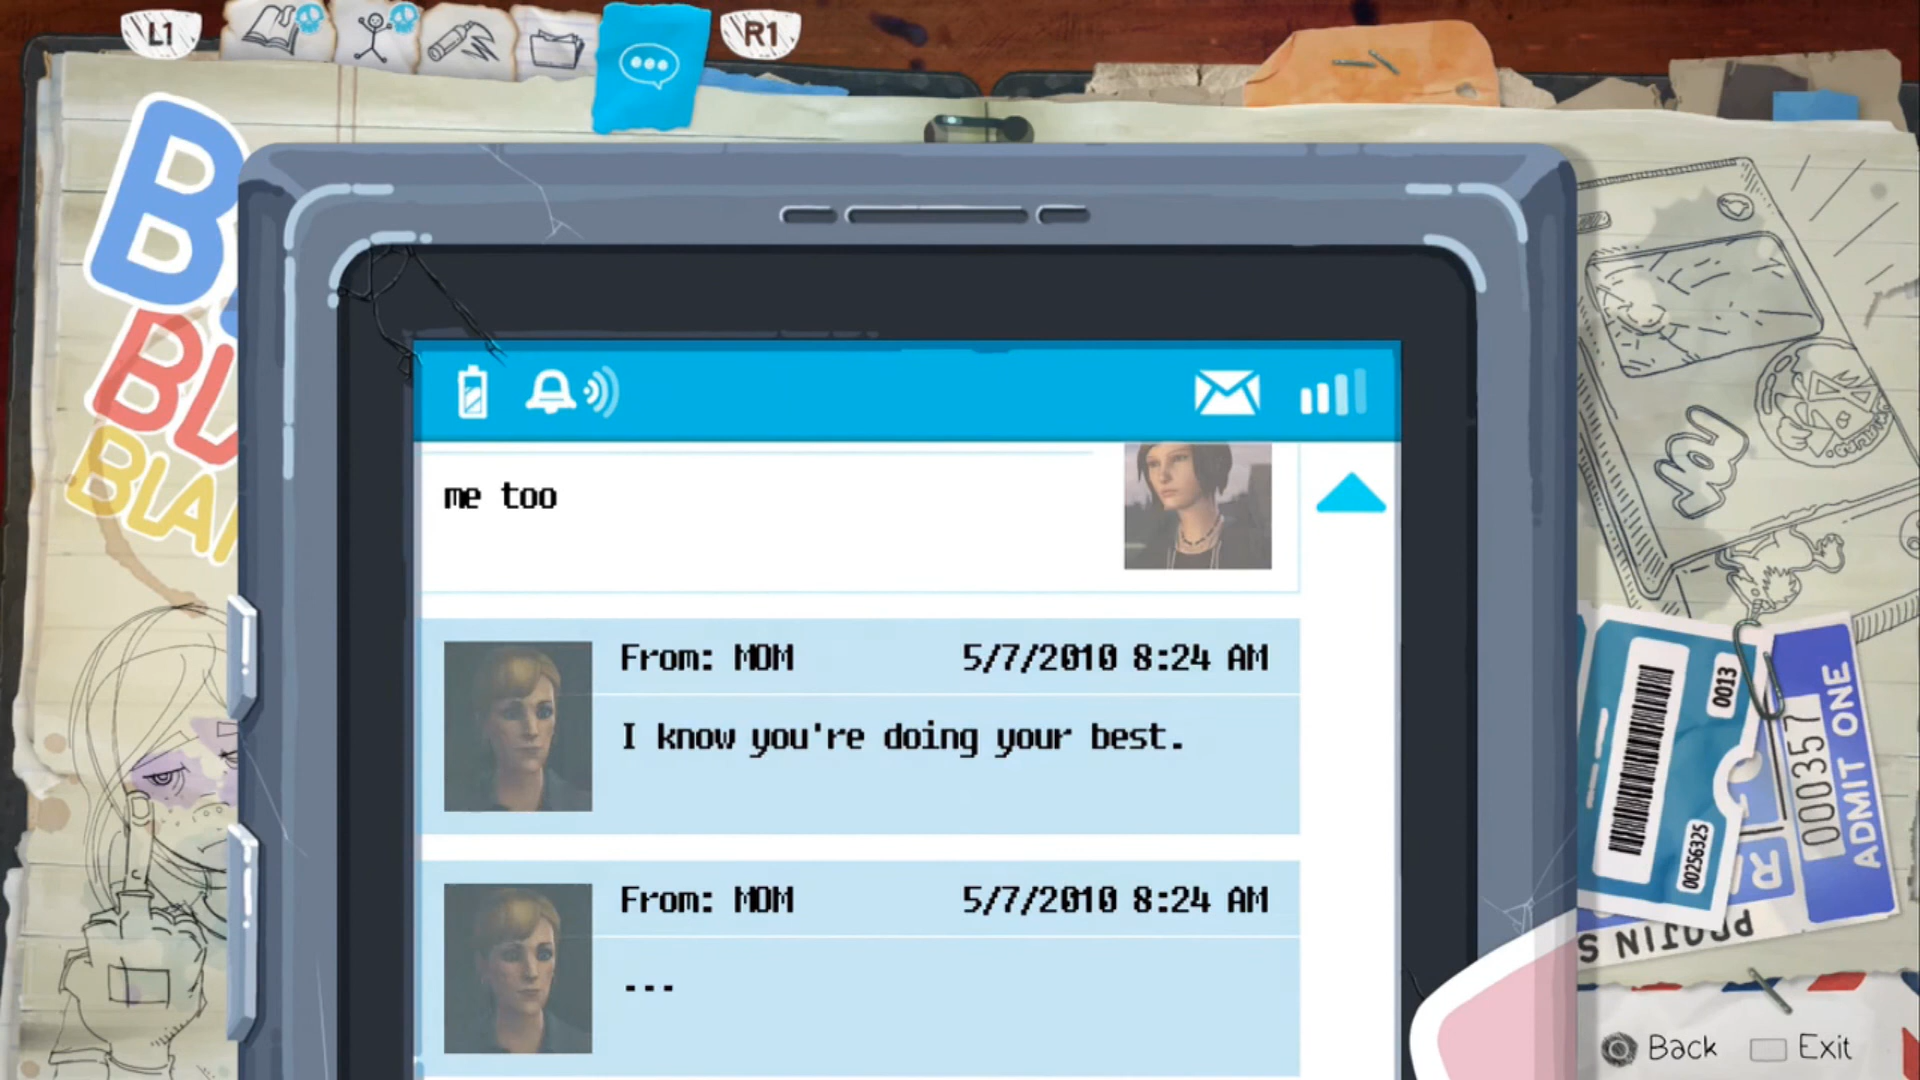 L1
R1
me too
From: MOM 5/7/2010 8:24 AM
I know you're doing your best.
From: MOM 5/7/2010 8:24 AM
---
0013
00256325
000357
ADMIT ONE
Back
Exit